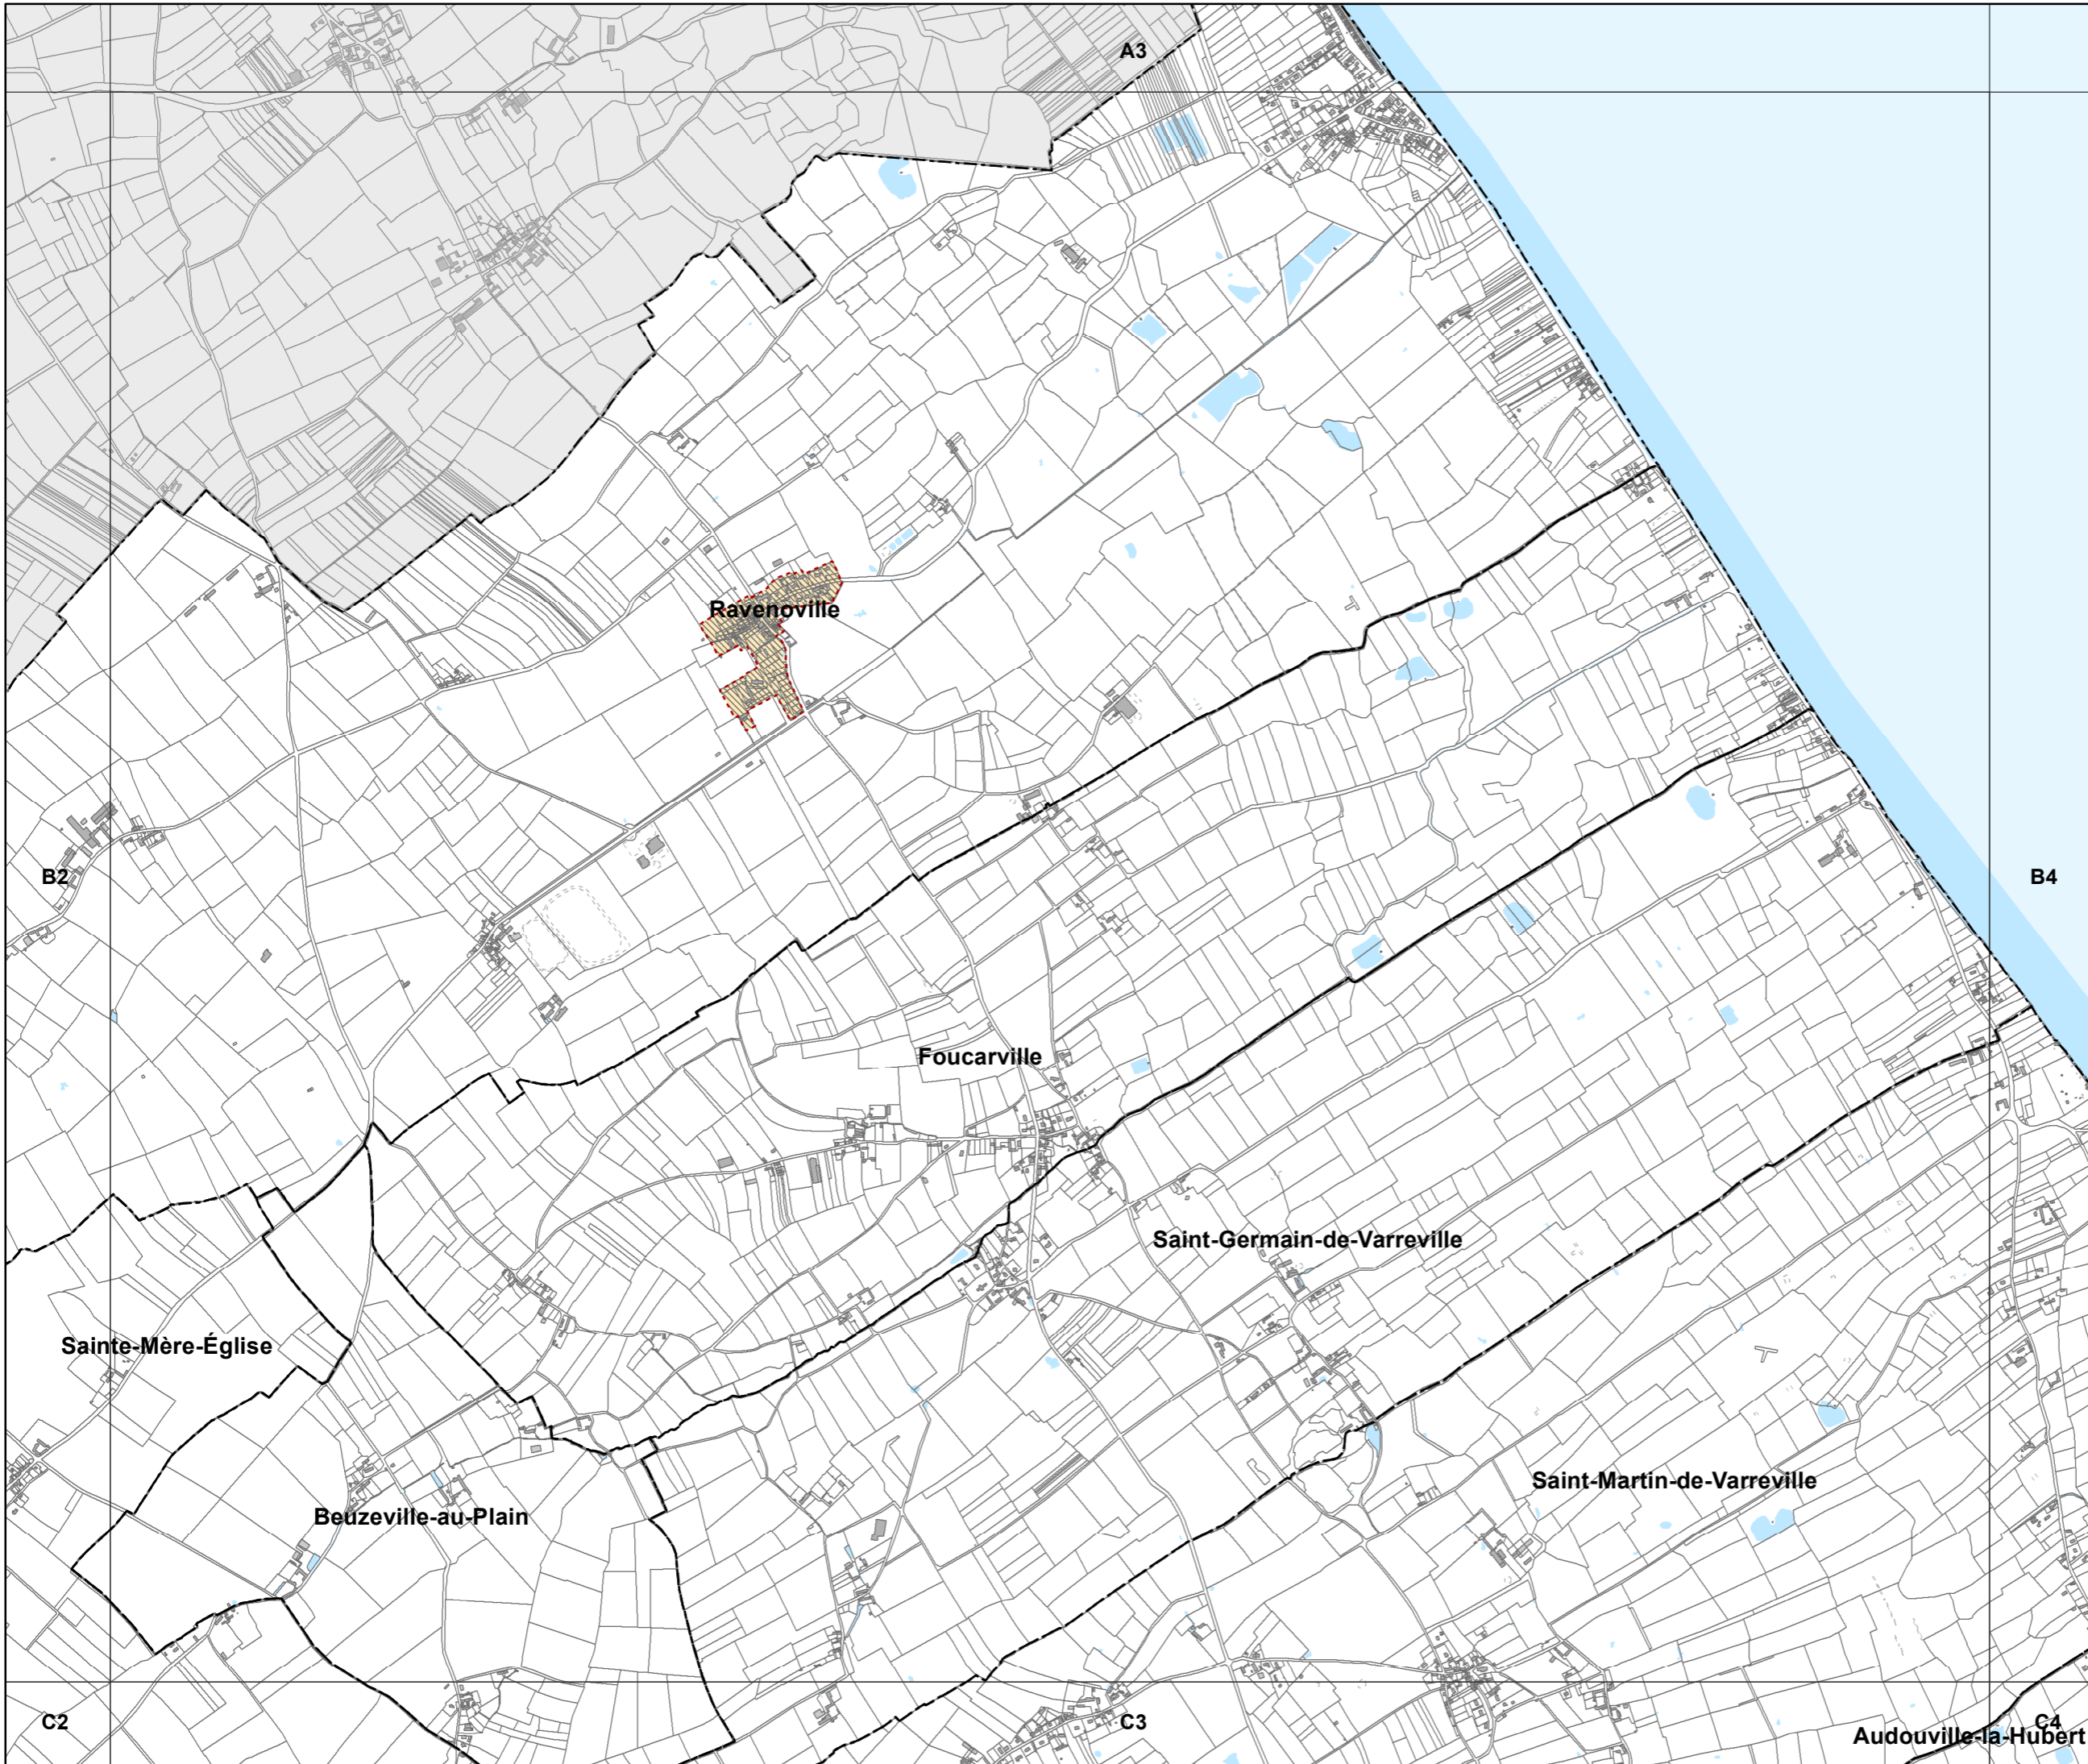 A3
Ravenoville
B2
B4
Foucarville
Saint-Germain-de-Varreville
Sainte-Mère-Église
Saint-Martin-de-Varreville
Beuzeville-au-Plain
C2
C3
C4
Audouville-la-Hubert